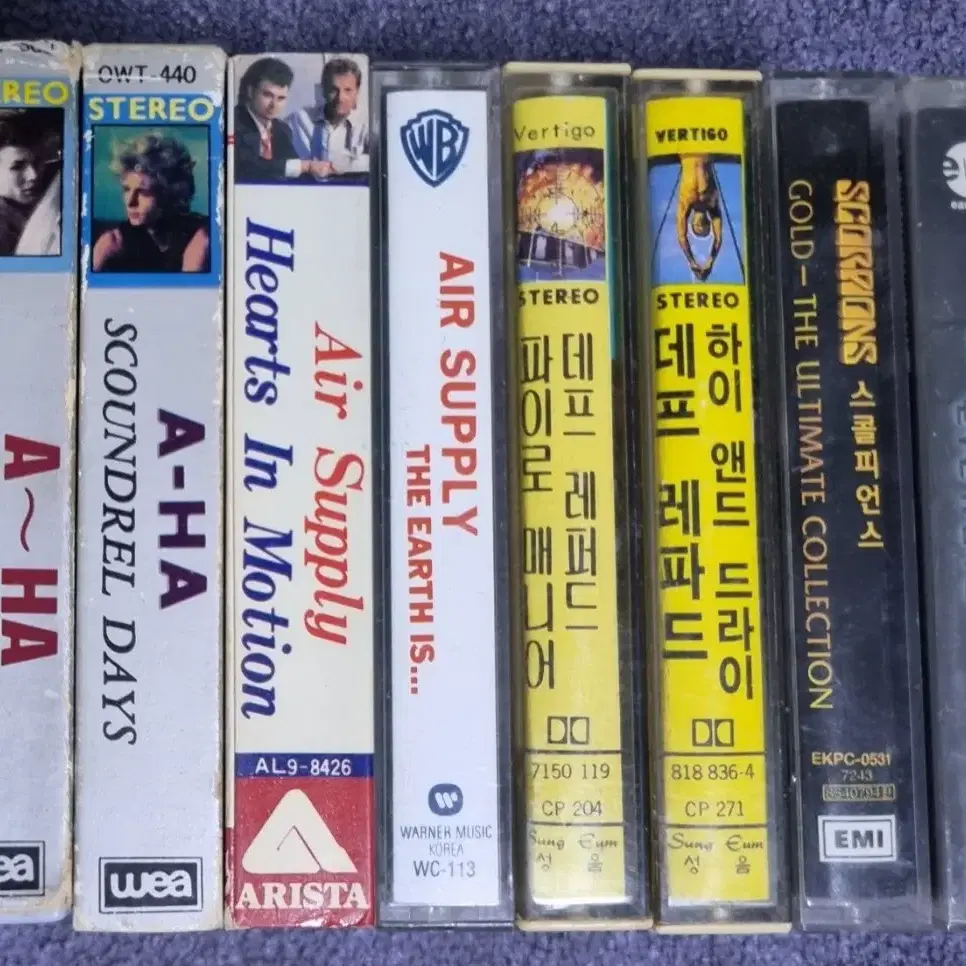 REO
A~HA
ea
OWT-440
STEREO
A-HA
SCOUNDREL DAYS
wea
Air Supply
Hearts In Motion
AL9-8426
ARISTA
WB
AIR SUPPLY
THE EARTH IS...
WARNER MUSIC
KOREA
WC-113
Vertigo
STEREO
데프 레퍼드
파이로 매니어
7150 119
CP 204
Sung Eum
성 음
VERTIGO
STEREO
하이 앤드 드라이
데프 레파드
818 836-4
CP 271
Sung Eum
성 음
SCORPIONS 시콜피언시
GOLD-THE ULTIMATE COLLECTION
EKPC-0531
7243
EMI